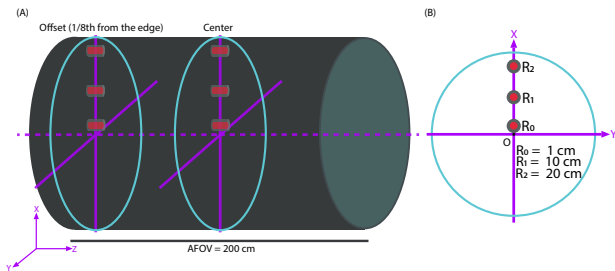 (A)
Offset (1/8th from the edge)
Center
X
Z
Y
AFOV = 200 cm
(B)
X
R₂
R₁
R₀
O
Y
R₀ = 1 cm
R₁ = 10 cm
R₂ = 20 cm